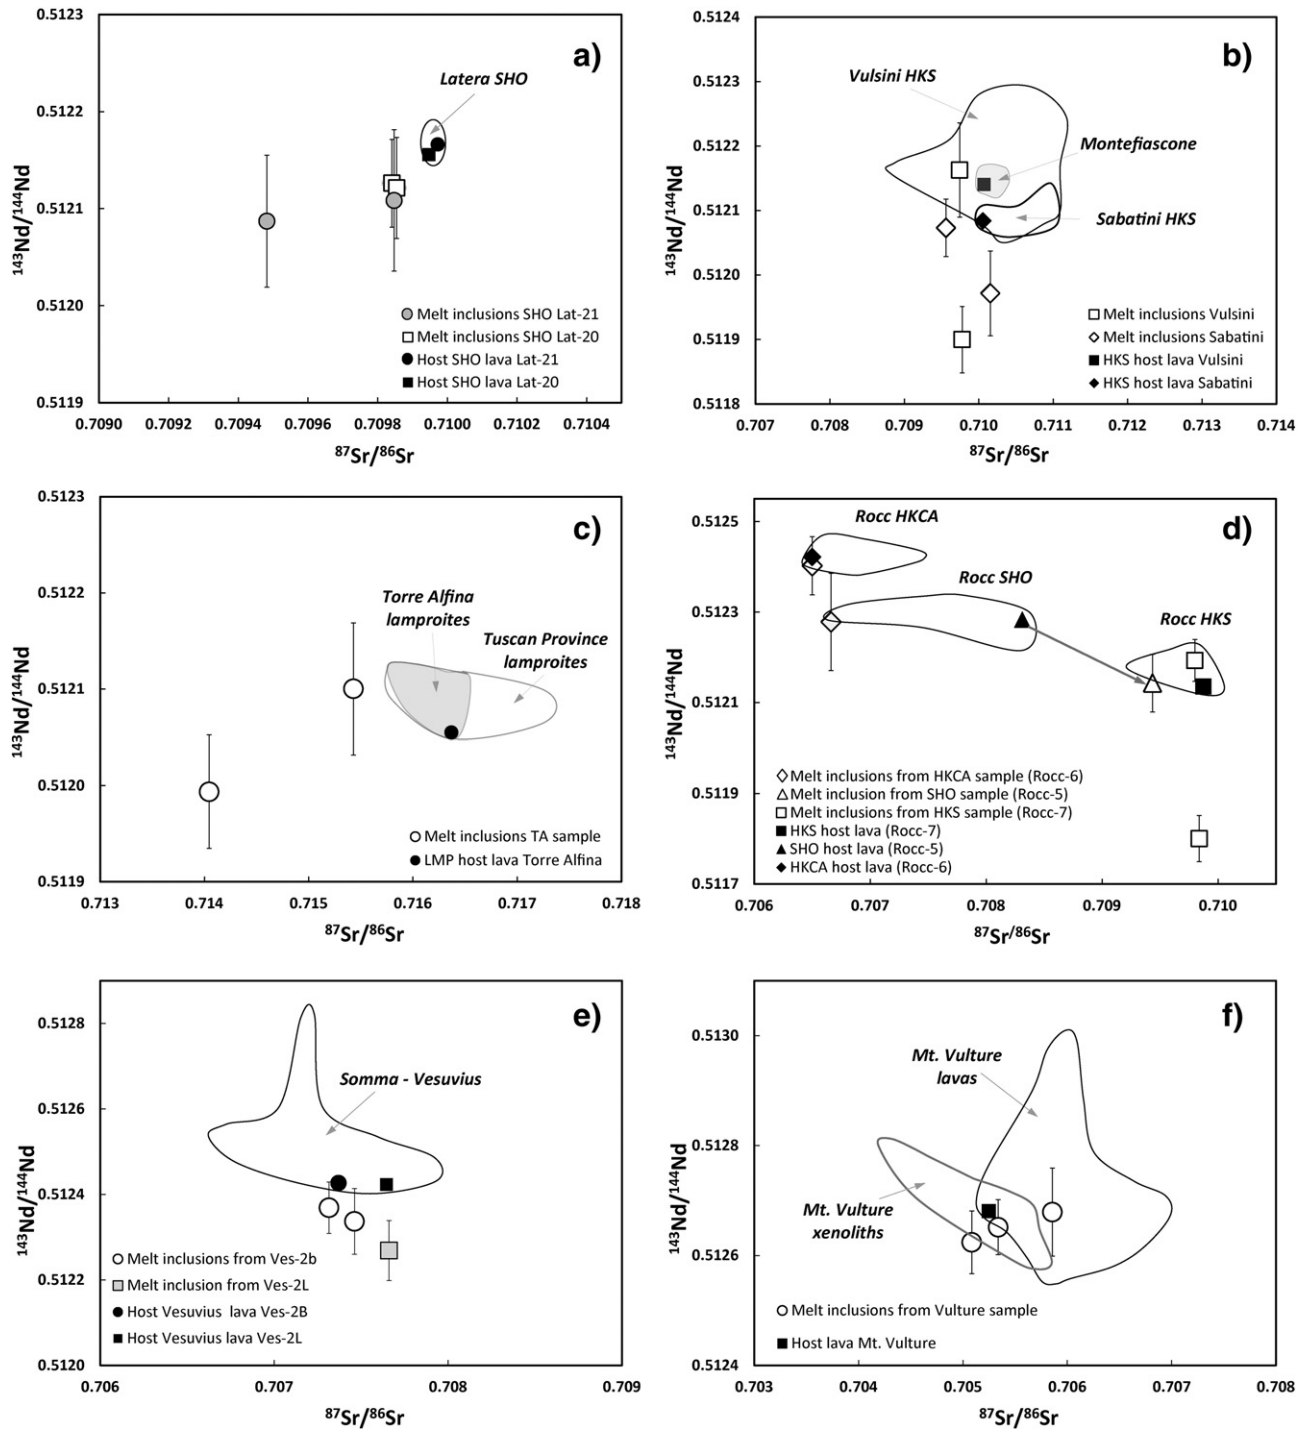 a)
Latera SHO
0.5123
0.5122
0.5121
0.5120
0.5119
¹⁴³Nd/¹⁴⁴Nd
Melt inclusions SHO Lat-21
Melt inclusions SHO Lat-20
Host SHO lava Lat-21
Host SHO lava Lat-20
0.7090 0.7092 0.7094 0.7096 0.7098 0.7100 0.7102 0.7104
⁸⁷Sr/⁸⁶Sr
b)
Vulsini HKS
Montefiascone
Sabatini HKS
0.5124
0.5123
0.5122
0.5121
0.5120
0.5119
0.5118
¹⁴³Nd/¹⁴⁴Nd
Melt inclusions Vulsini
Melt inclusions Sabatini
HKS host lava Vulsini
HKS host lava Sabatini
0.707 0.708 0.709 0.710 0.711 0.712 0.713 0.714
⁸⁷Sr/⁸⁶Sr
c)
Torre Alfina
lamproites
Tuscan Province
lamproites
0.5123
0.5122
0.5121
0.5120
0.5119
¹⁴³Nd/¹⁴⁴Nd
Melt inclusions TA sample
LMP host lava Torre Alfina
0.713 0.714 0.715 0.716 0.717 0.718
⁸⁷Sr/⁸⁶Sr
d)
Rocc HKCA
Rocc SHO
Rocc HKS
0.5125
0.5123
0.5121
0.5119
0.5117
¹⁴³Nd/¹⁴⁴Nd
Melt inclusions from HKCA sample (Rocc-6)
Melt inclusion from SHO sample (Rocc-5)
Melt inclusions from HKS sample (Rocc-7)
HKS host lava (Rocc-7)
SHO host lava (Rocc-5)
HKCA host lava (Rocc-6)
0.706 0.707 0.708 0.709 0.710
⁸⁷Sr/⁸⁶Sr
e)
Somma - Vesuvius
0.5128
0.5126
0.5124
0.5122
0.5120
¹⁴³Nd/¹⁴⁴Nd
Melt inclusions from Ves-2b
Melt inclusion from Ves-2L
Host Vesuvius lava Ves-2B
Host Vesuvius lava Ves-2L
0.706 0.707 0.708 0.709
⁸⁷Sr/⁸⁶Sr
f)
Mt. Vulture
lavas
Mt. Vulture
xenoliths
0.5130
0.5128
0.5126
0.5124
¹⁴³Nd/¹⁴⁴Nd
Melt inclusions from Vulture sample
Host lava Mt. Vulture
0.703 0.704 0.705 0.706 0.707 0.708
⁸⁷Sr/⁸⁶Sr